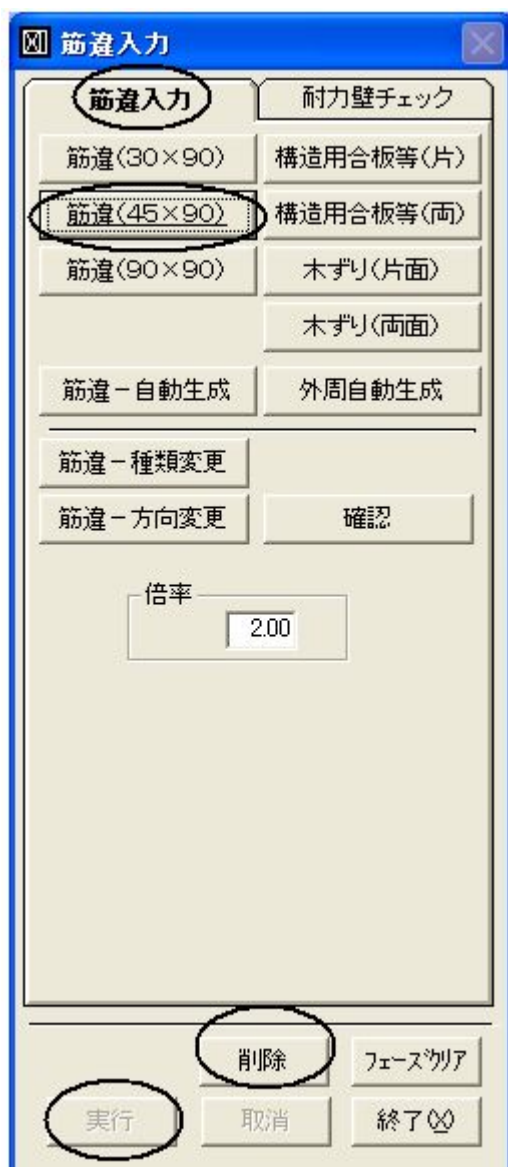 筋違入力
筋違入力 耐力壁チェック
筋違(30×90) 構造用合板等(片)
筋違(45×90) 構造用合板等(両)
筋違(90×90) 木ずり(片面)
木ずり(両面)
筋違－自動生成 外周自動生成
筋違－種類変更
筋違－方向変更 確認
倍率
2.00
削除 ﾌｪｰｽﾞｸﾘｱ
実行 取消 終了(X)